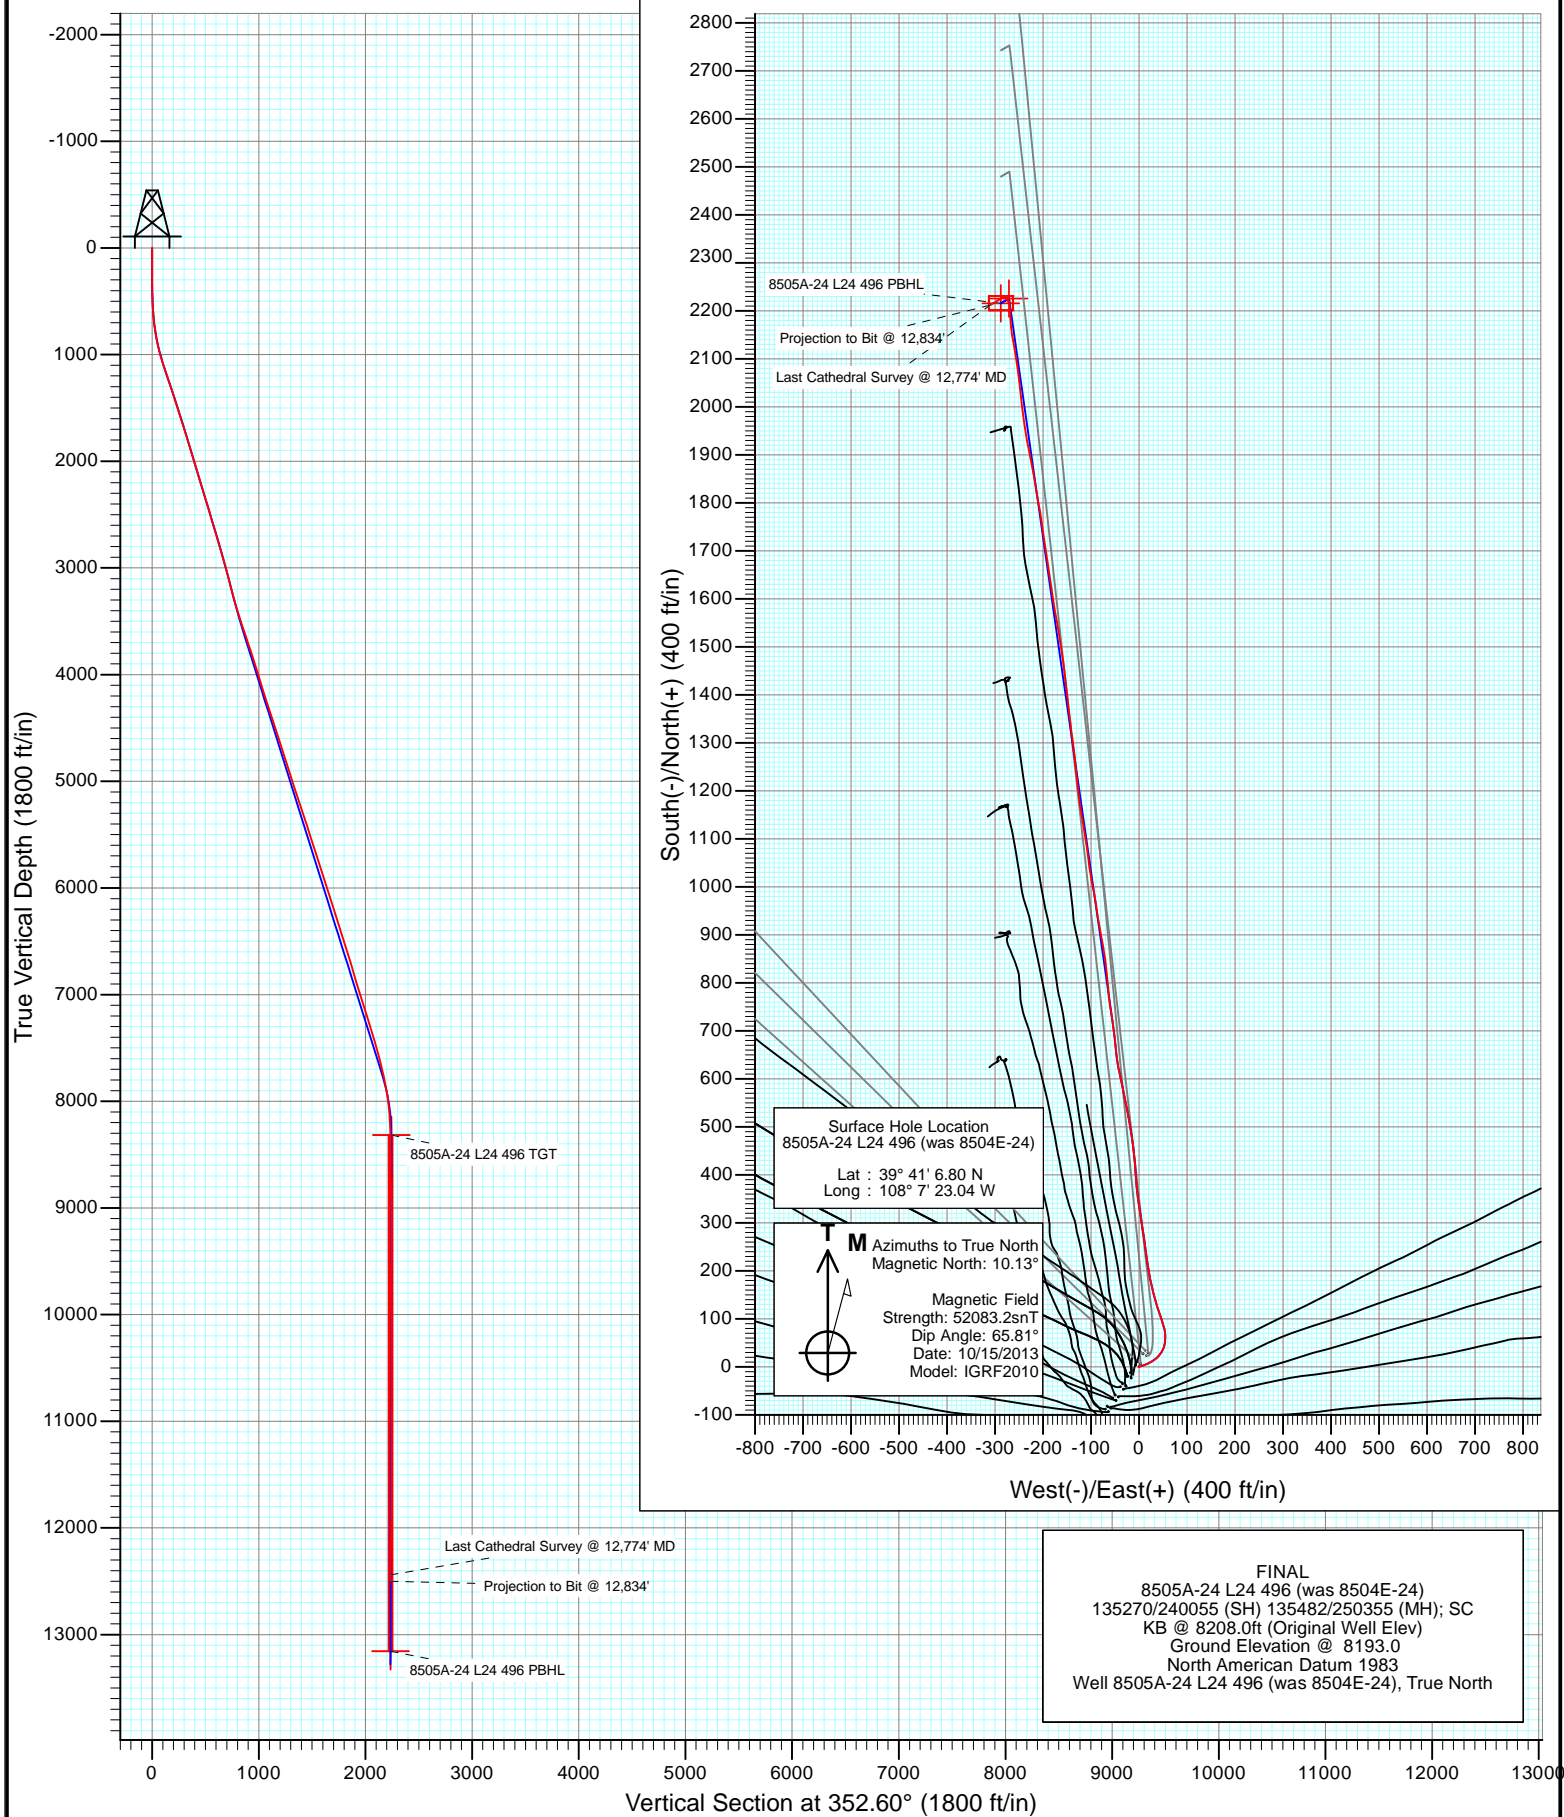 -2000
-1000
0
1000
2000
3000
4000
5000
6000
7000
8000
9000
10000
11000
12000
13000
True Vertical Depth (1800 ft/in)
0
1000
2000
3000
4000
5000
6000
7000
8000
9000
10000
11000
12000
13000
Vertical Section at 352.60° (1800 ft/in)
8505A-24 L24 496 TGT
Last Cathedral Survey @ 12,774' MD
Projection to Bit @ 12,834'
8505A-24 L24 496 PBHL
2800
2700
2600
2500
2400
2300
2200
2100
2000
1900
1800
1700
1600
1500
1400
1300
1200
1100
1000
900
800
700
600
500
400
300
200
100
0
-100
South(-)/North(+) (400 ft/in)
-800
-700
-600
-500
-400
-300
-200
-100
0
100
200
300
400
500
600
700
800
West(-)/East(+) (400 ft/in)
8505A-24 L24 496 PBHL
Projection to Bit @ 12,834'
Last Cathedral Survey @ 12,774' MD
Surface Hole Location
8505A-24 L24 496 (was 8504E-24)
Lat : 39° 41' 6.80 N
Long : 108° 7' 23.04 W
T
M
Azimuths to True North
Magnetic North: 10.13°
Magnetic Field
Strength: 52083.2snT
Dip Angle: 65.81°
Date: 10/15/2013
Model: IGRF2010
FINAL
8505A-24 L24 496 (was 8504E-24)
135270/240055 (SH) 135482/250355 (MH); SC
KB @ 8208.0ft (Original Well Elev)
Ground Elevation @ 8193.0
North American Datum 1983
Well 8505A-24 L24 496 (was 8504E-24), True North